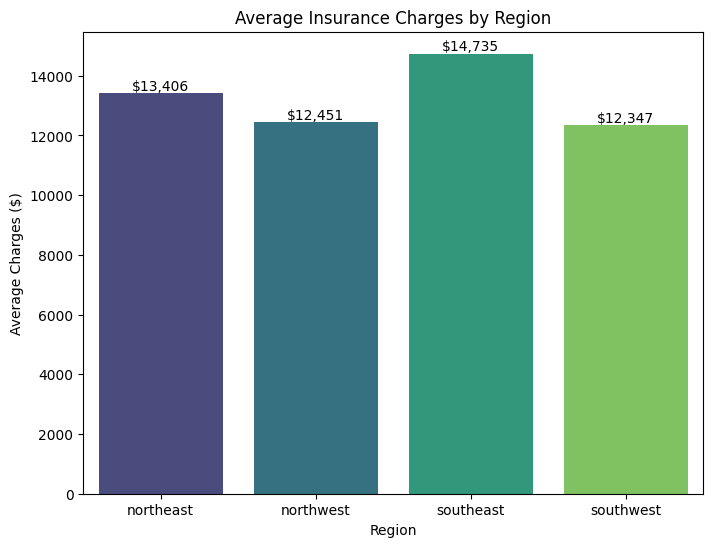 Average Insurance Charges by Region
$14,735
$13,406
$12,451
$12,347
14000
12000
10000
8000
6000
4000
2000
0
Average Charges ($)
northeast
northwest
southeast
southwest
Region